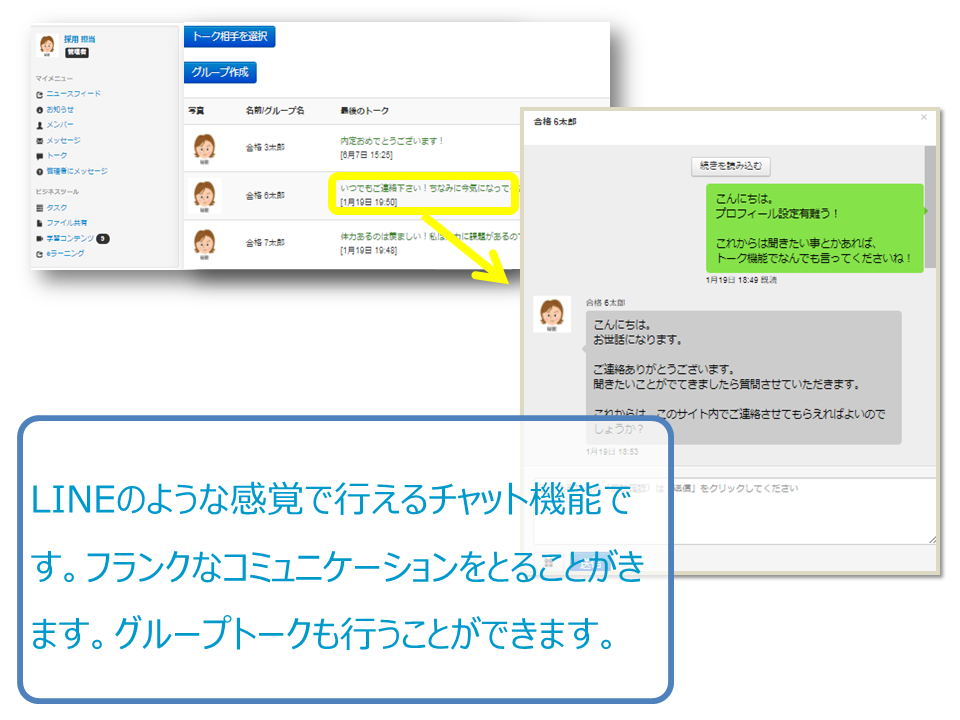 採用 担当
管理者
マイメニュー
ニュースフィード
お知らせ
メンバー
メッセージ
トーク
管理者にメッセージ
ビジネスツール
タスク
ファイル共有
学習コンテンツ 5
eラーニング
トーク相手を選択
グループ作成
写真 名前/グループ名 最後のトーク
合格 3太郎 内定おめでとうございます！
[6月7日 15:25]
合格 6太郎 いつでもご連絡下さい！ちなみに今気になって
[1月19日 19:50]
合格 7太郎 体力あるのは羨ましい！私は
に課題があるの
[1月19日 19:48]
合格 6太郎
×
続きを読み込む
こんにちは。
プロフィール設定有難う！
これからは聞きたい事とかあれば、
トーク機能でなんでも言ってくださいね！
1月19日 18:49 既読
合格 6太郎
こんにちは。
お世話になります。
ご連絡ありがとうございます。
聞きたいことがでてきましたら質問させていただきます。
これからは、このサイト内でご連絡させてもらえればよいので
しょうか？
1月19日 18:53
「送信」をクリックしてください
LINEのような感覚で行えるチャット機能で
す。フランクなコミュニケーションをとることがき
ます。グループトークも行うことができます。